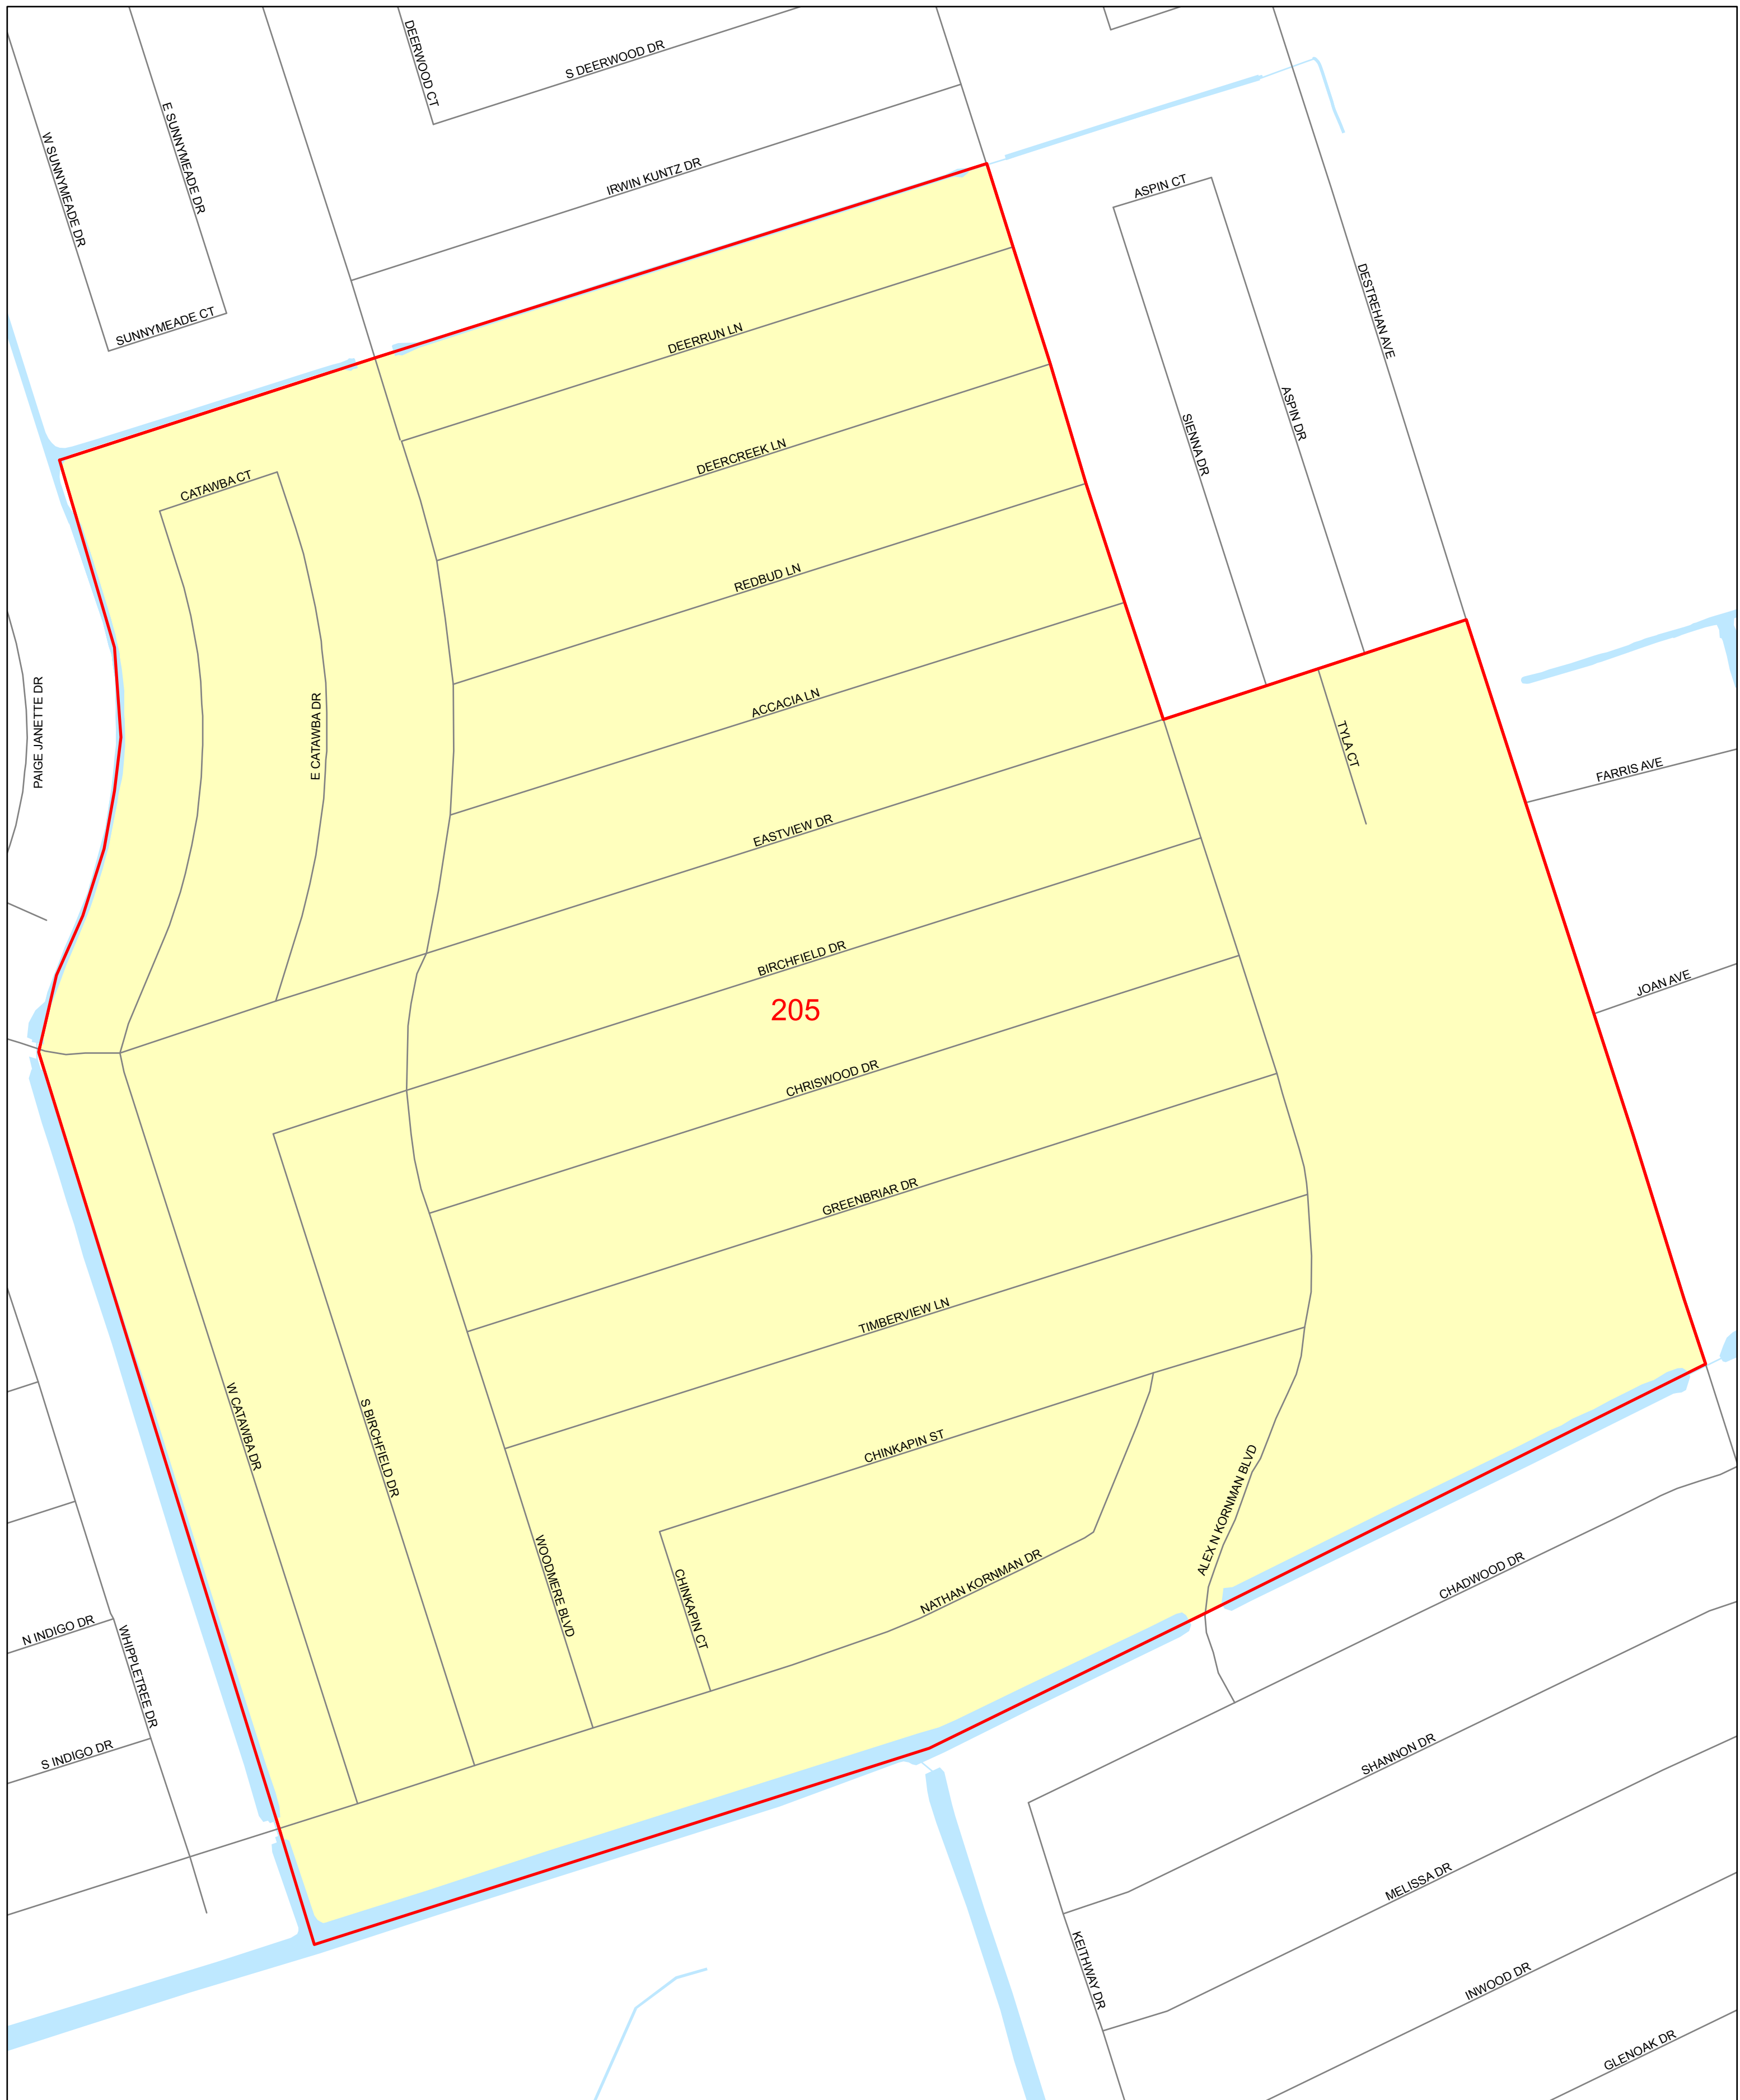 DEERWOOD CT
S DEERWOOD DR
E SUNNYMEADE DR
W SUNNYMEADE DR
IRWIN KUNTZ DR
ASPIN CT
SUNNYMEADE CT
DEERRUN LN
DESTREHAN AVE
ASPIN DR
SIENNA DR
DEERCREEK LN
CATAWBA CT
REDBUD LN
ACCACIA LN
PAIGE JANETTE DR
E CATAWBA DR
TYLA CT
FARRIS AVE
EASTVIEW DR
BIRCHFIELD DR
JOAN AVE
205
CHRISWOOD DR
GREENBRIAR DR
TIMBERVIEW LN
W CATAWBA DR
S BIRCHFIELD DR
CHINKAPIN ST
ALEX N KORNMAN BLVD
WOODMERE BLVD
CHINKAPIN CT
NATHAN KORNMAN DR
CHADWOOD DR
N INDIGO DR
WHIPPLETREE DR
S INDIGO DR
SHANNON DR
MELISSA DR
KEITHWAY DR
INWOOD DR
GLENOAK DR